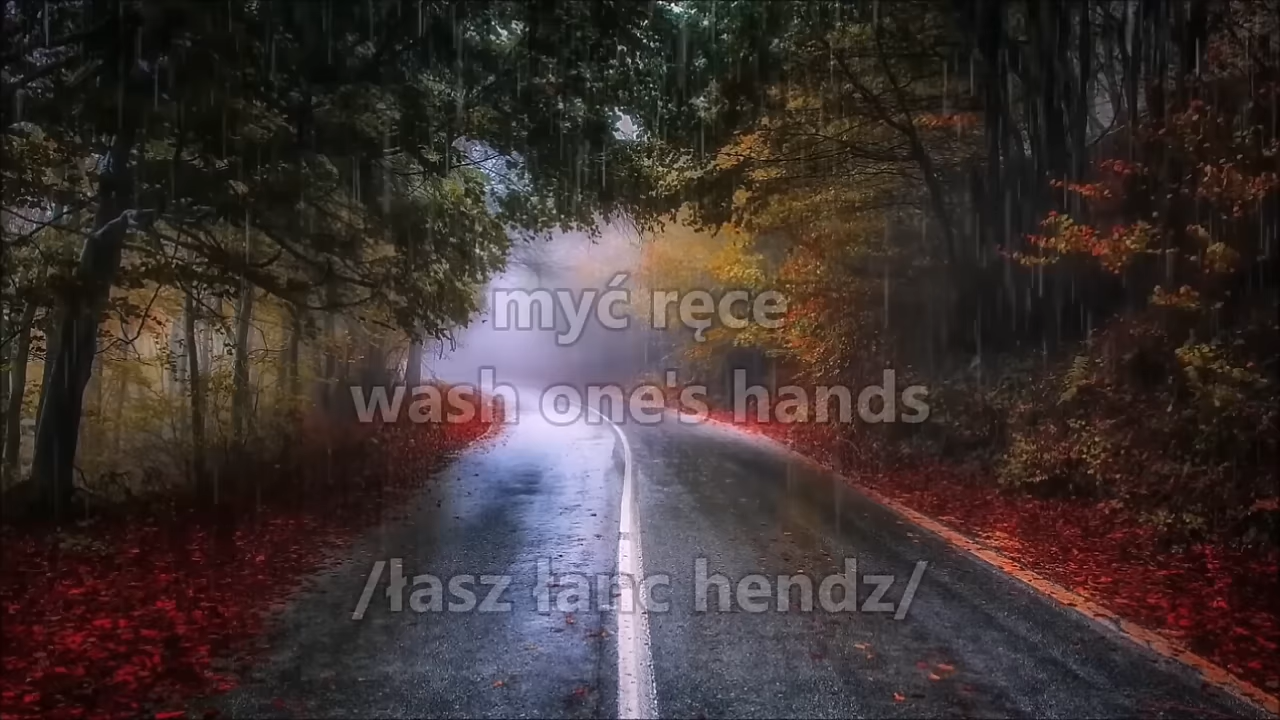 myć ręce
wash one's hands
/łasz łanc hendz/